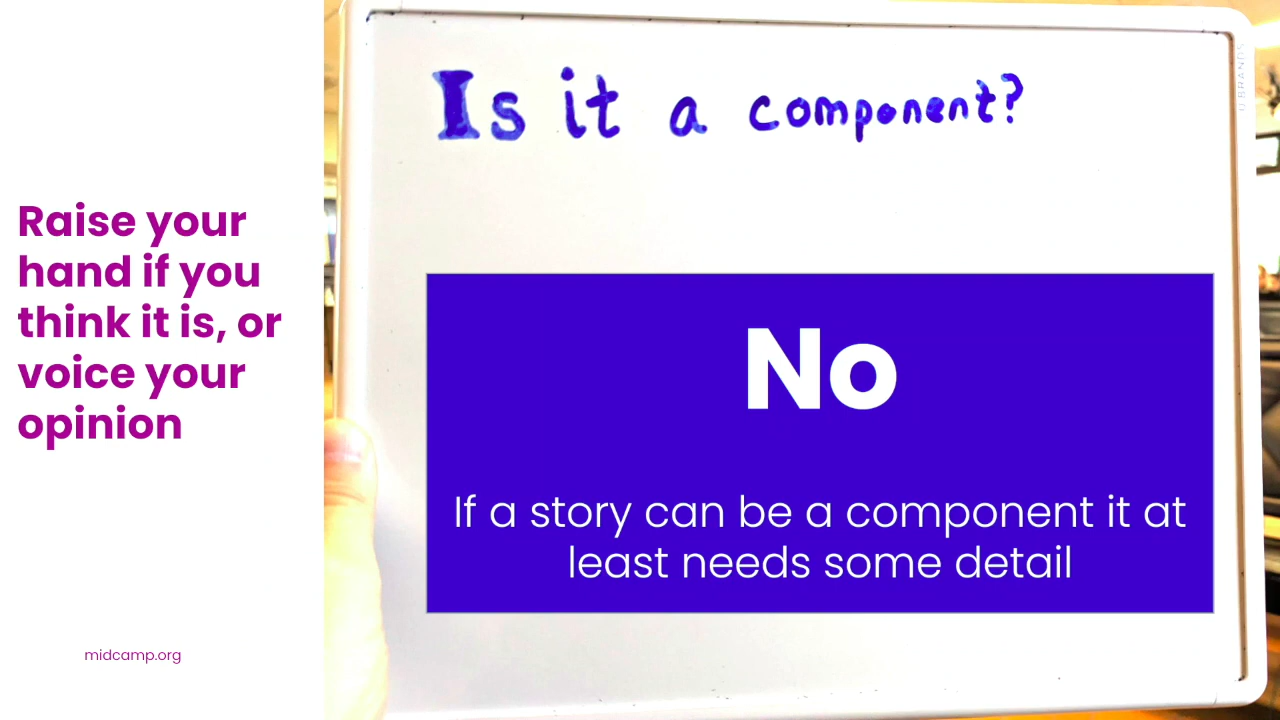 Raise your
hand if you
think it is, or
voice your
opinion
midcamp.org
Is it a component?
No
If a story can be a component it at
least needs some detail
U BRANDS